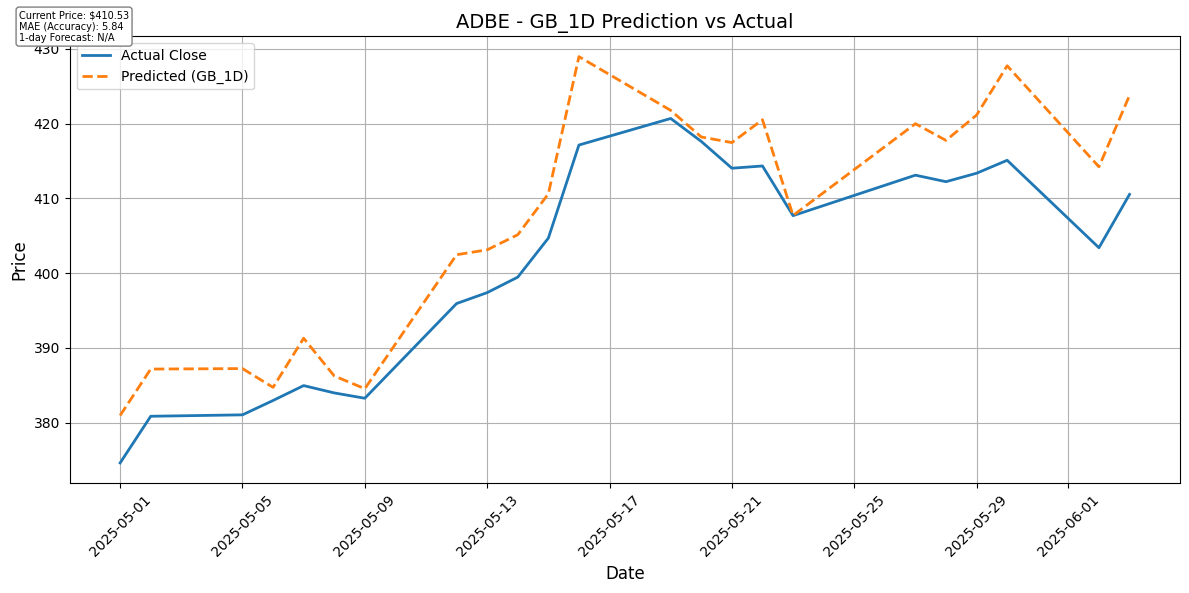 ADBE - GB_1D Prediction vs Actual
Current Price: $410.53
MAE (Accuracy): 5.84
1-day Forecast: N/A
Actual Close
Predicted (GB_1D)
Price
430
420
410
400
390
380
2025-05-01
2025-05-05
2025-05-09
2025-05-13
2025-05-17
2025-05-21
2025-05-25
2025-05-29
2025-06-01
Date